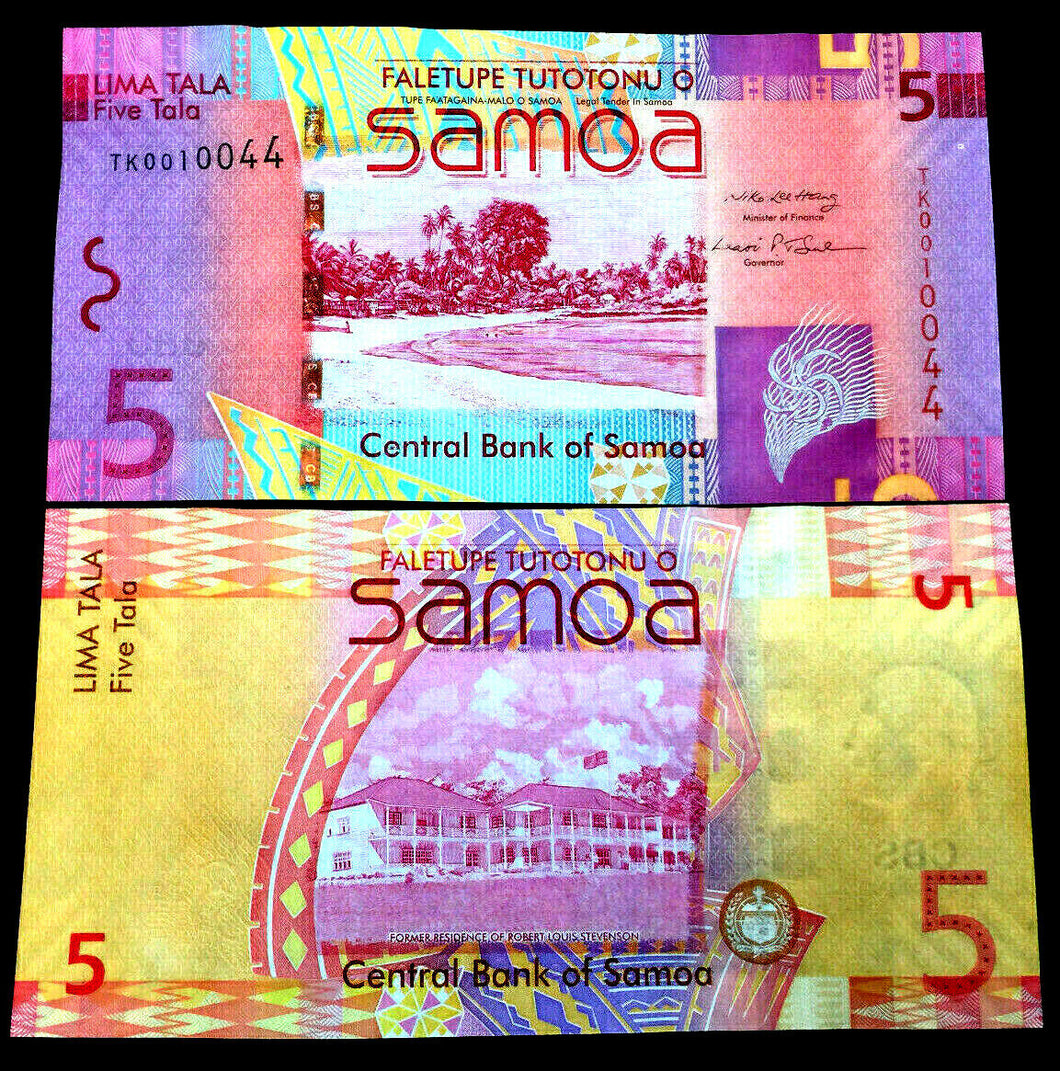 LIMA TALA
Five Tala
TK0010044
FALETUPE TUTOTONU O
TUPE FAATAGAINA-MALO O SAMOA Legal Tender In Samoa
samoa
5
TK0010044
Minister of Finance
Governor
5
Central Bank of Samoa
LIMA TALA
Five Tala
FALETUPE TUTOTONU O
samoa
5
FORMER RESIDENCE OF ROBERT LOUIS STEVENSON
Central Bank of Samoa
5
CBS
5